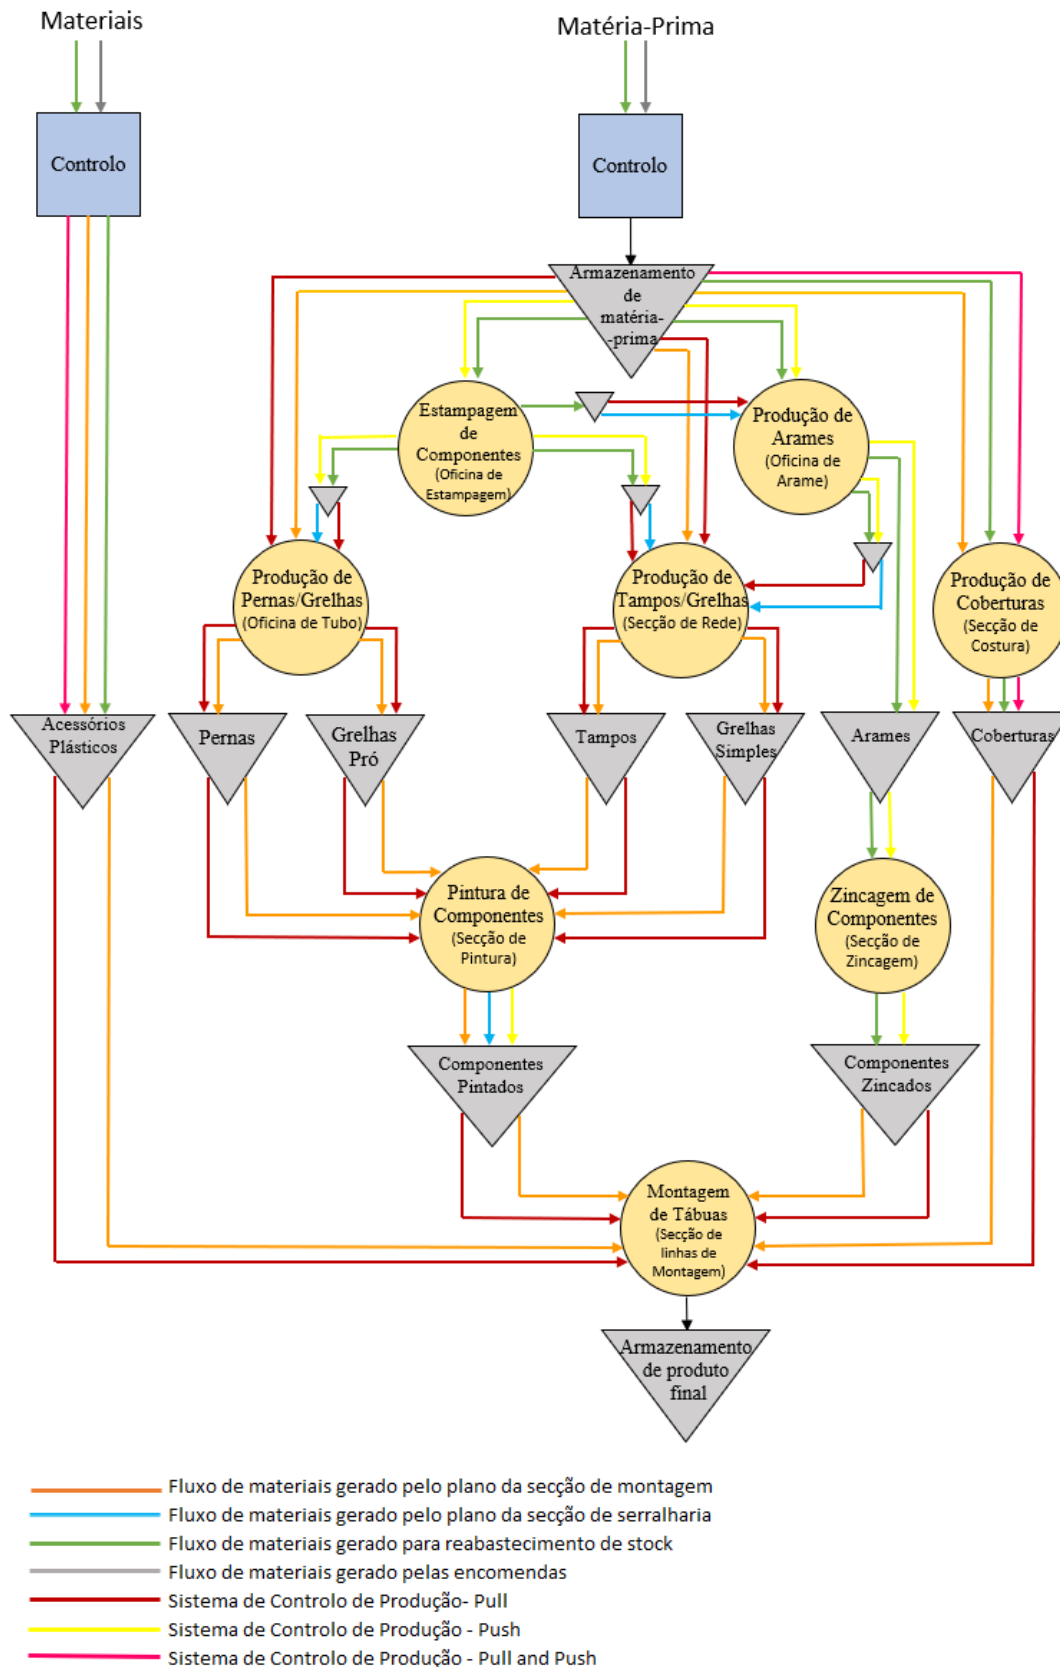 Materiais
Matéria-Prima
Controlo
Controlo
Armazenamento
de
matéria-
-prima
Estampagem
de
Componentes
(Oficina de
Estampagem)
Produção de
Arames
(Oficina de
Arame)
Produção de
Pernas/Grelhas
(Oficina de Tubo)
Produção de
Tampos/Grelhas
(Secção de Rede)
Produção de
Coberturas
(Secção de
Costura)
Acessórios
Plásticos
Pernas
Grelhas
Pró
Tampos
Grelhas
Simples
Arames
Coberturas
Pintura de
Componentes
(Secção de
Pintura)
Zincagem de
Componentes
(Secção de
Zincagem)
Componentes
Pintados
Componentes
Zincados
Montagem
de Tábuas
(Secção de
linhas de
Montagem)
Armazenamento
de produto
final
Fluxo de materiais gerado pelo plano da secção de montagem
Fluxo de materiais gerado pelo plano da secção de serralharia
Fluxo de materiais gerado para reabastecimento de stock
Fluxo de materiais gerado pelas encomendas
Sistema de Controlo de Produção- Pull
Sistema de Controlo de Produção - Push
Sistema de Controlo de Produção - Pull and Push